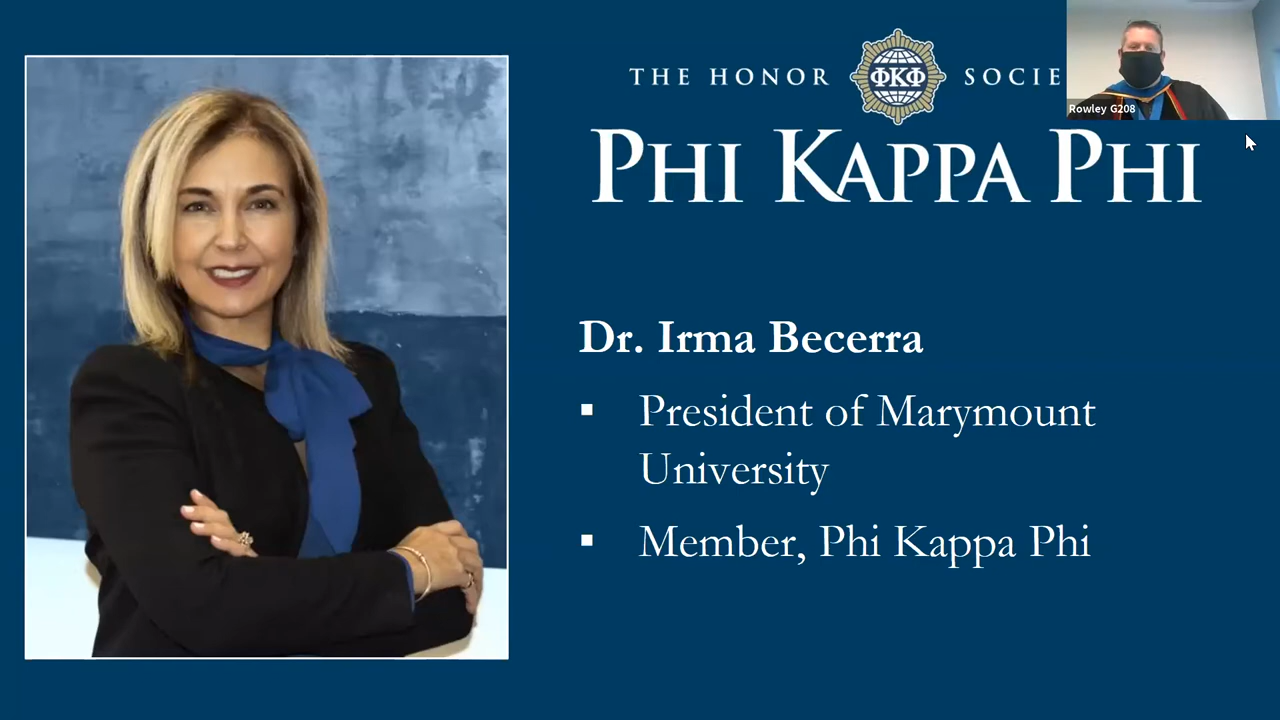 THE HONOR ΦΚΦ SOCIE
PHI KAPPA PHI
Rowley G208
Dr. Irma Becerra
▪ President of Marymount
University
▪ Member, Phi Kappa Phi